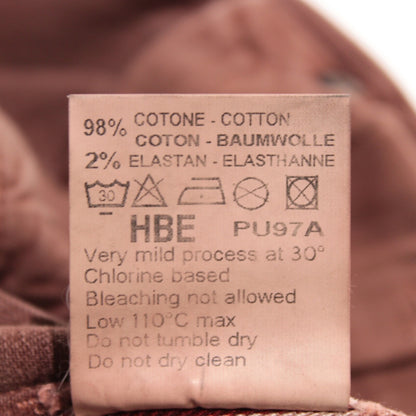 98% COTONE - COTTON
COTON - BAUMWOLLE
2% ELASTAN - ELASTHANNE
30
HBE PU97A
Very mild process at 30°
Chlorine based
Bleaching not allowed
Low 110°C max
Do not tumble dry
Do not dry clean